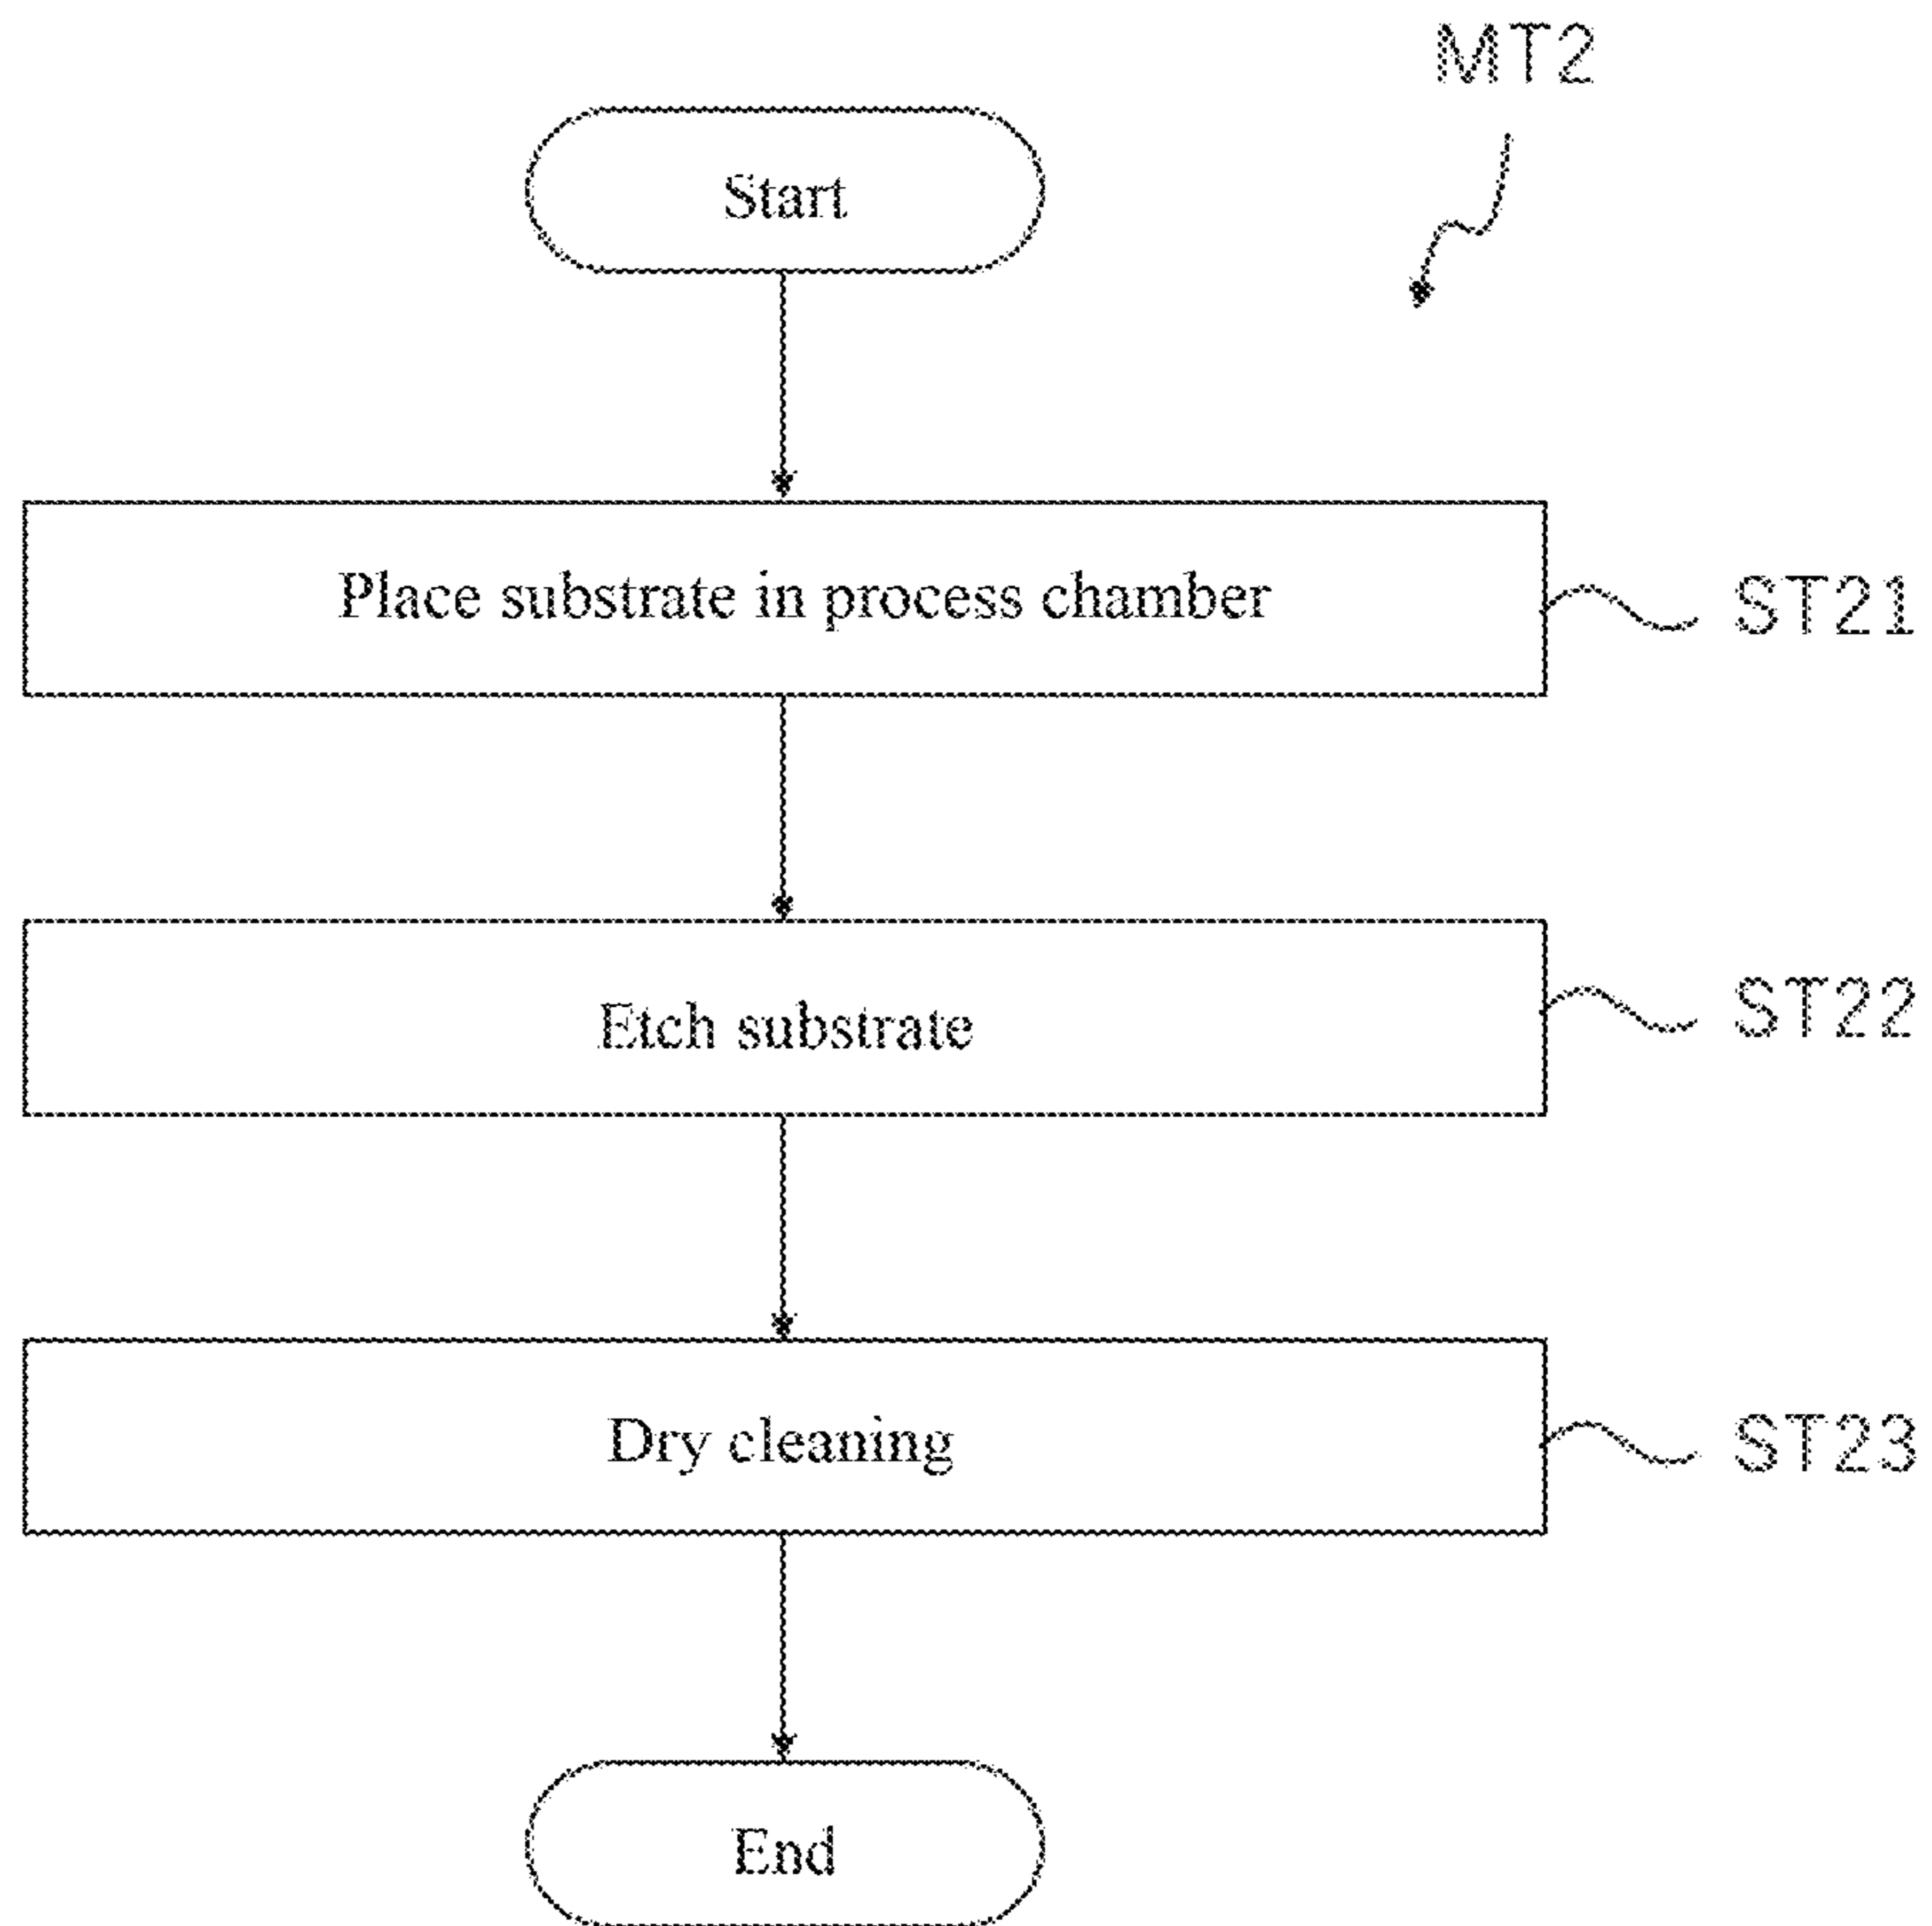 MT2
Start
Place substrate in process chamber
ST21
Etch substrate
ST22
Dry cleaning
ST23
End